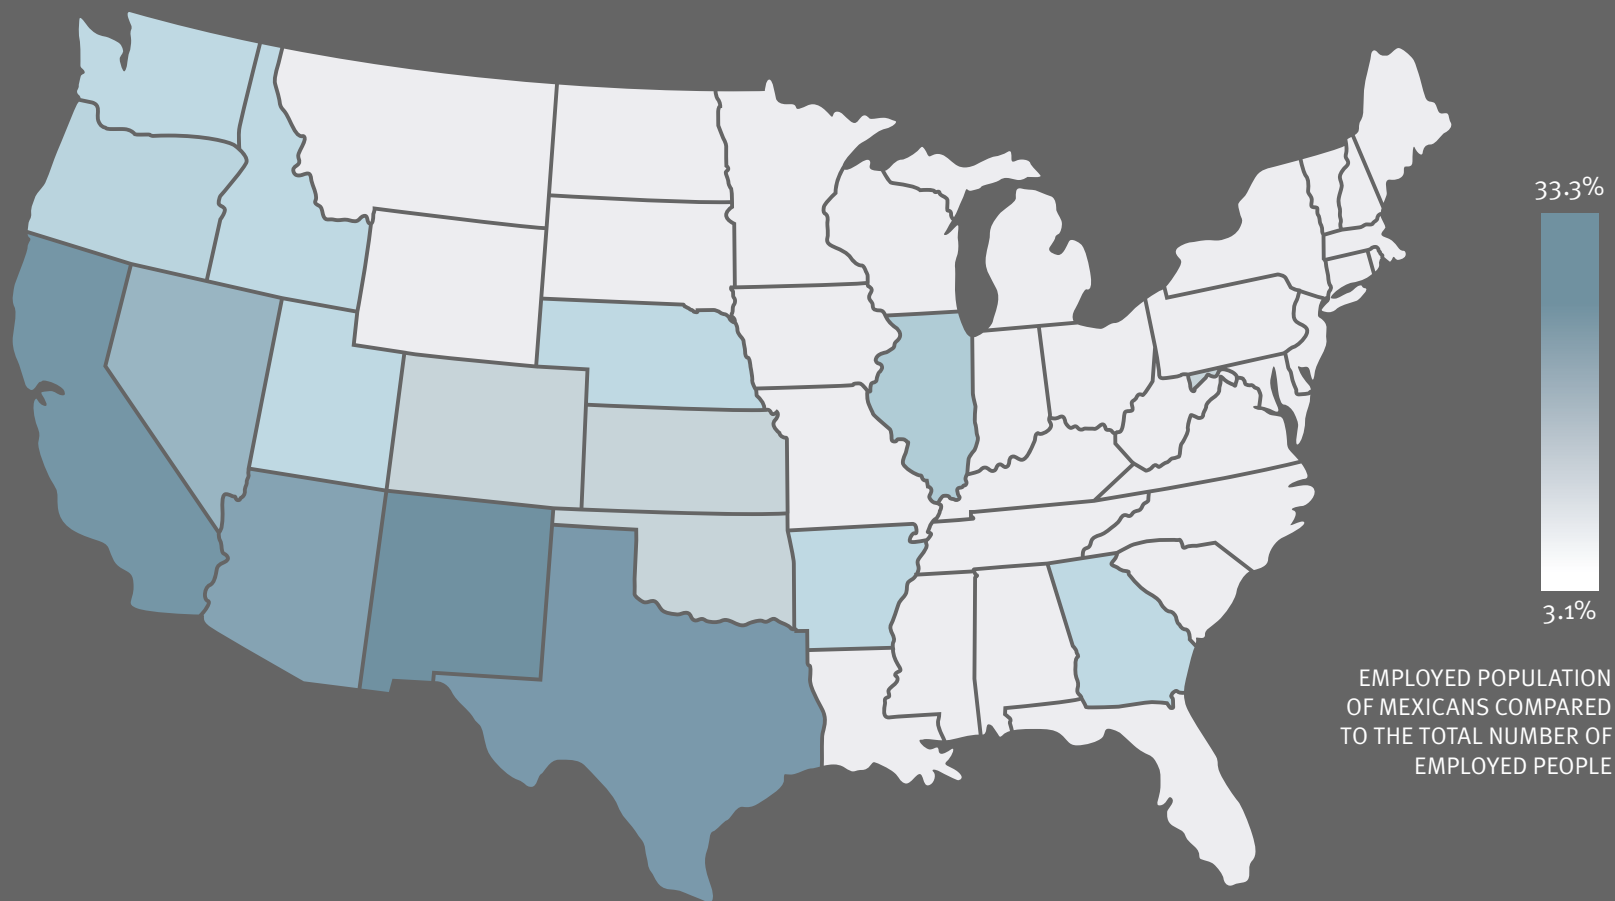 33.3%
3.1%
EMPLOYED POPULATION
OF MEXICANS COMPARED
TO THE TOTAL NUMBER OF
EMPLOYED PEOPLE